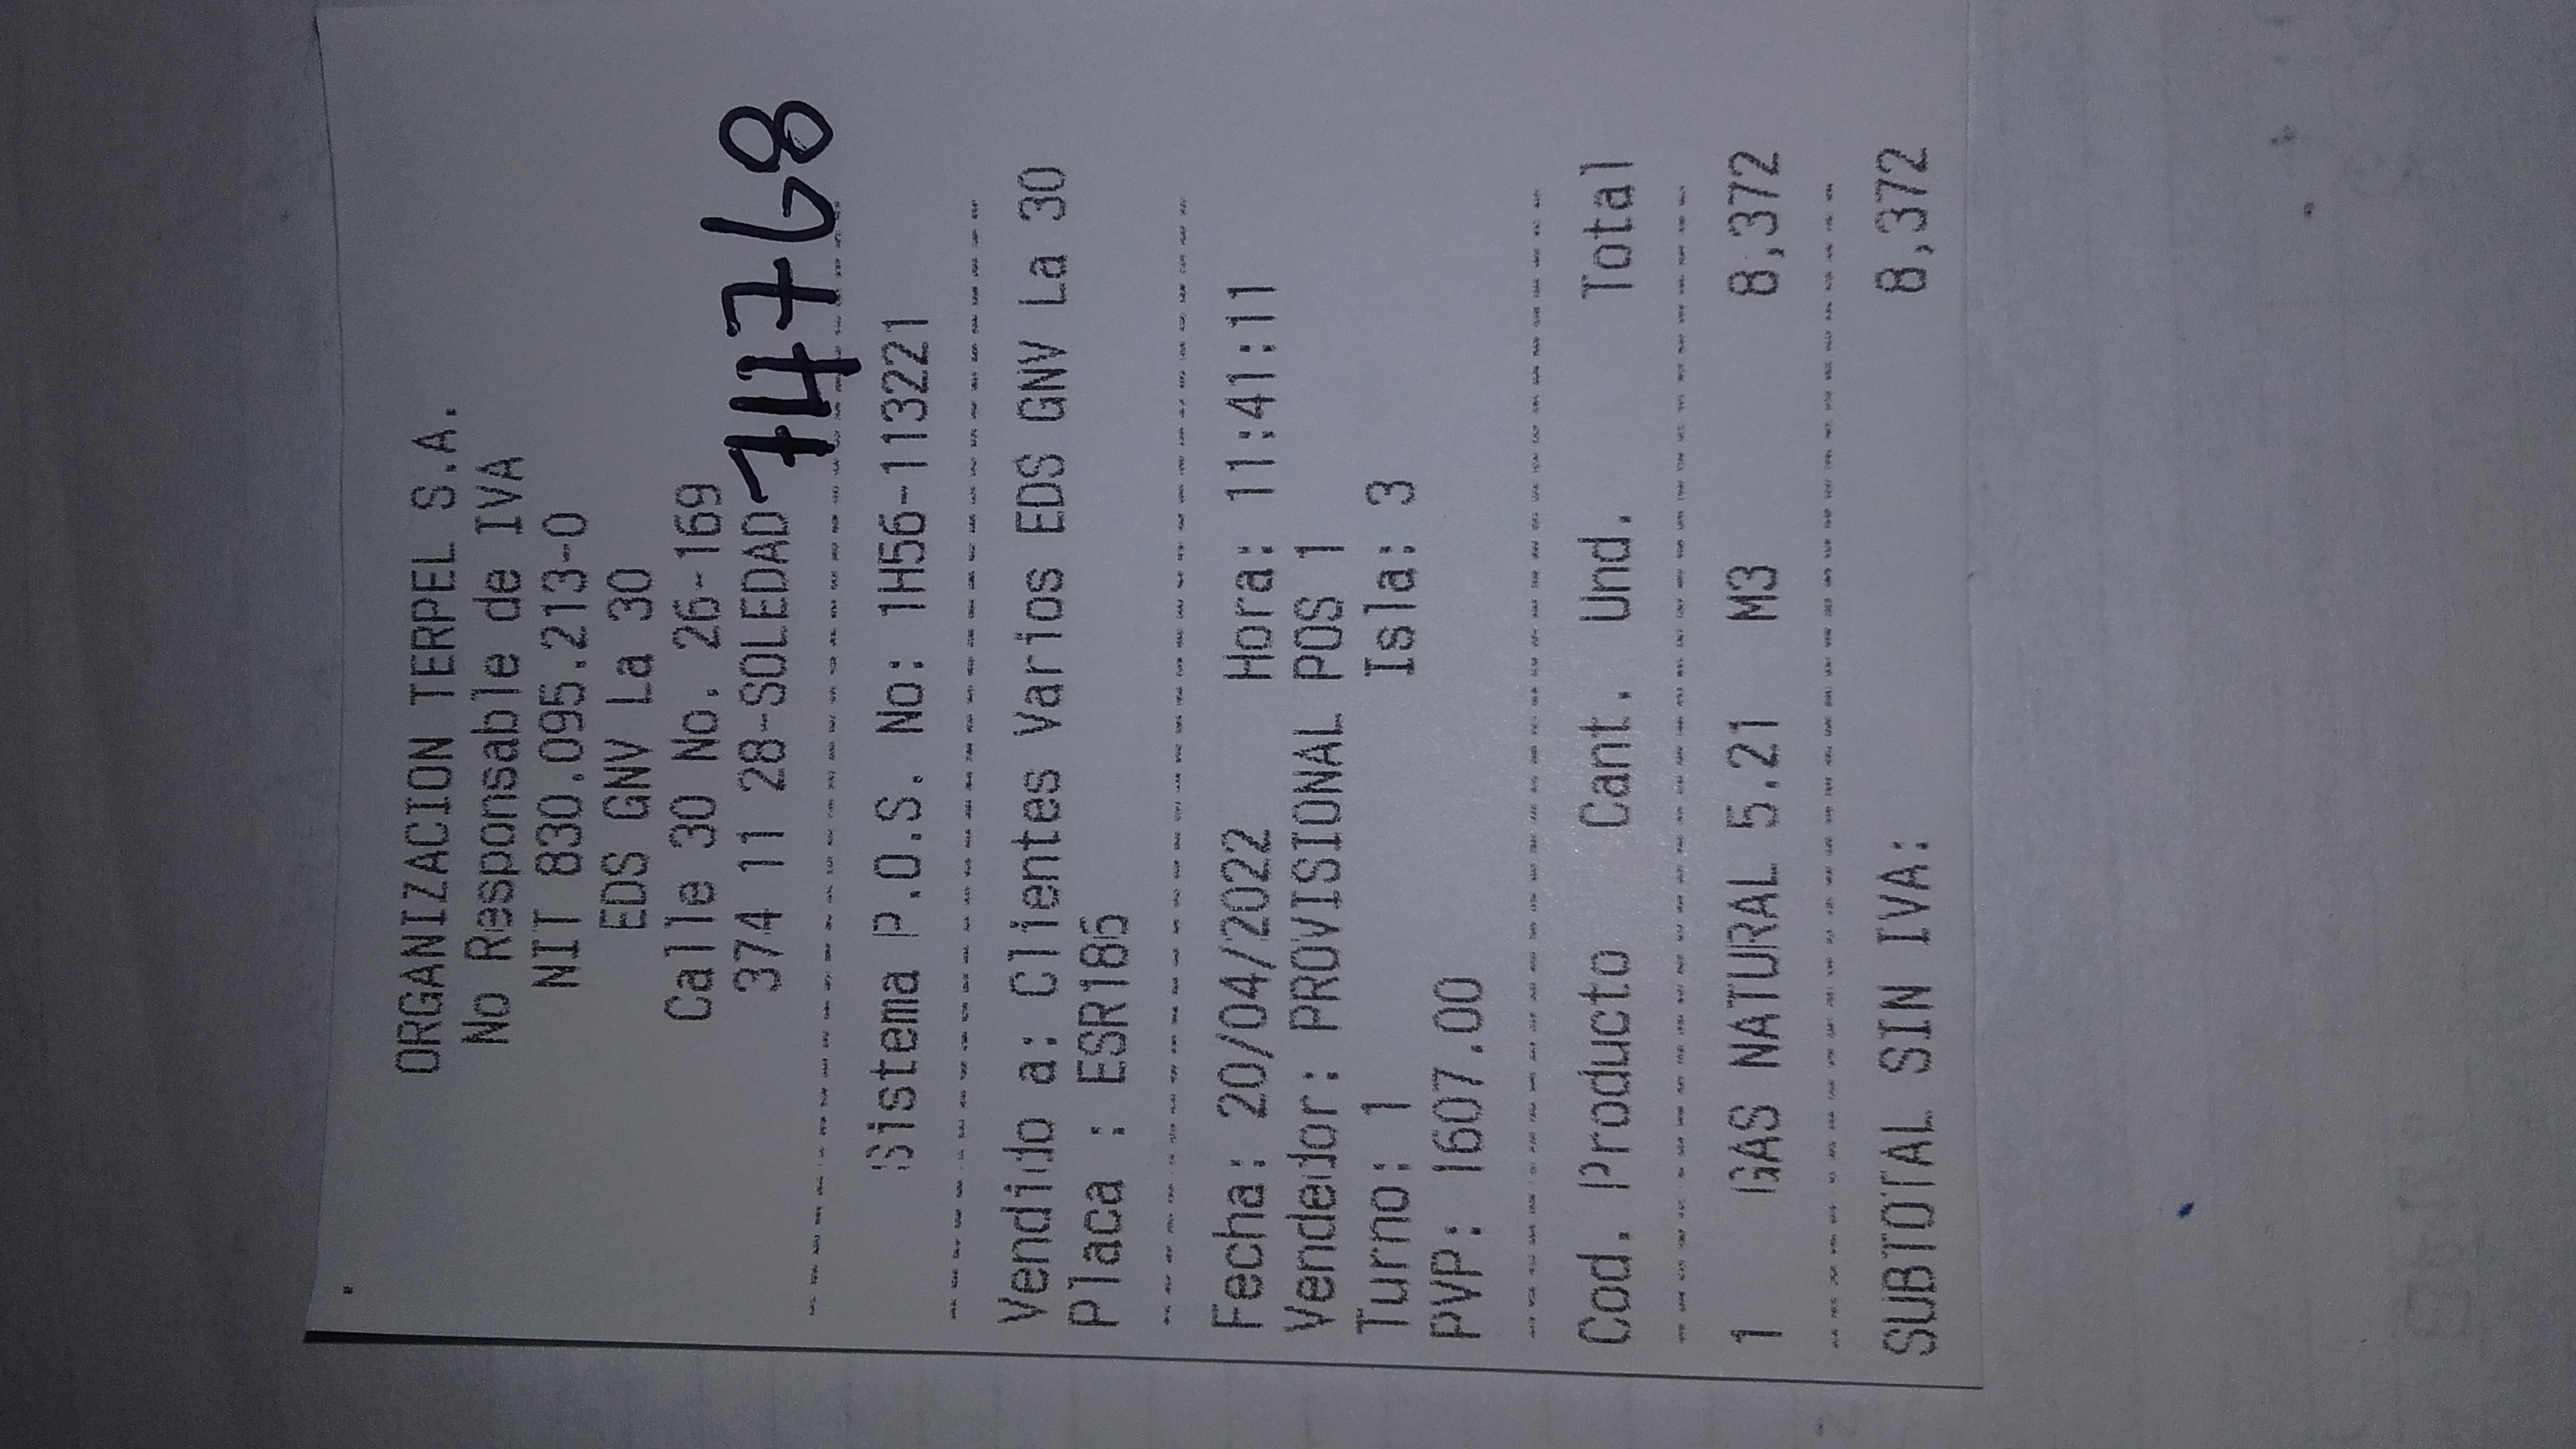 ORGANIZACION TERPEL S.A.
No Responsable de IVA
NIT 830.095.213-0
EDS GNV La 30
Calle 30 No. 26-169
374 11 28-SOLEDAD
74768
Sistema P.O.S. No: 1H56-113221
Vendido a: Clientes Varios EDS GNV La 30
Placa : ESR186
Fecha: 20/04/2022 Hora: 11:41:11
Vendedor: PROVISIONAL POS 1
Turno: 1 Isla: 3
PVP: 1607.00
Cod. Producto Cant. Und. Total
1 GAS NATURAL 5.21 M3 8,372
SUBTOTAL SIN IVA: 8,372